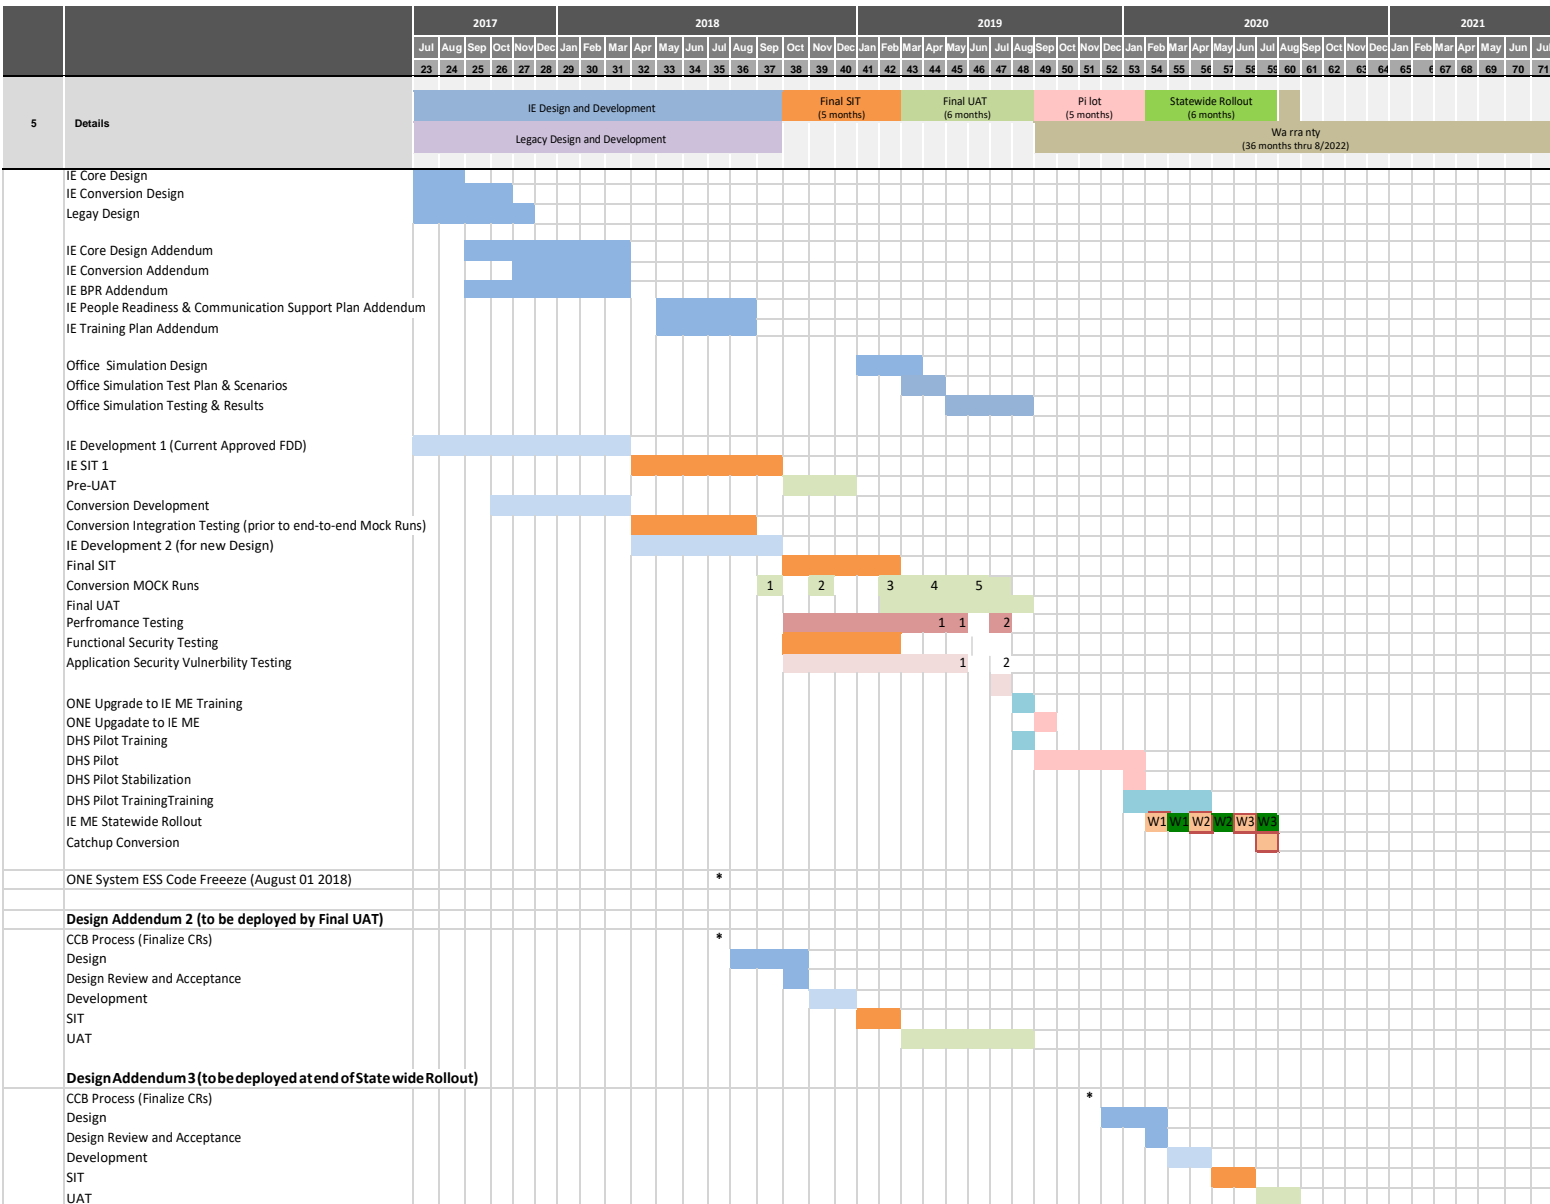 2017 2018 2019 2020 2021
Jul Aug Sep Oct Nov Dec Jan Feb Mar Apr May Jun Jul Aug Sep Oct Nov Dec Jan Feb Mar Apr May Jun Jul Aug Sep Oct Nov Dec Jan Feb Mar Apr May Jun Jul Aug Sep Oct Nov Dec Jan Feb Mar Apr May Jun Jul
23 24 25 26 27 28 29 30 31 32 33 34 35 36 37 38 39 40 41 42 43 44 45 46 47 48 49 50 51 52 53 54 55 56 57 58 59 60 61 62 63 64 65 6 67 68 69 70 71
IE Design and Development Final SIT Final UAT Pilot Statewide Rollout
(5 months) (6 months) (5 months) (6 months)
5 Details
Legacy Design and Development Warranty
(36 months thru 8/2022)
IE Core Design
IE Conversion Design
Legay Design
IE Core Design Addendum
IE Conversion Addendum
IE BPR Addendum
IE People Readiness & Communication Support Plan Addendum
IE Training Plan Addendum
Office Simulation Design
Office Simulation Test Plan & Scenarios
Office Simulation Testing & Results
IE Development 1 (Current Approved FDD)
IE SIT 1
Pre-UAT
Conversion Development
Conversion Integration Testing (prior to end-to-end Mock Runs)
IE Development 2 (for new Design)
Final SIT
Conversion MOCK Runs 1 2 3 4 5
Final UAT
Perfromance Testing 1 1 2
Functional Security Testing
Application Security Vulnerbility Testing 1 2
ONE Upgrade to IE ME Training
ONE Upgadate to IE ME
DHS Pilot Training
DHS Pilot
DHS Pilot Stabilization
DHS Pilot TrainingTraining
IE ME Statewide Rollout W1 W1 W2 W2 W3 W3
Catchup Conversion
ONE System ESS Code Freeeze (August 01 2018) *
Design Addendum 2 (to be deployed by Final UAT)
CCB Process (Finalize CRs) *
Design
Design Review and Acceptance
Development
SIT
UAT
Design Addendum 3 (to be deployed at end of State wide Rollout)
CCB Process (Finalize CRs) *
Design
Design Review and Acceptance
Development
SIT
UAT